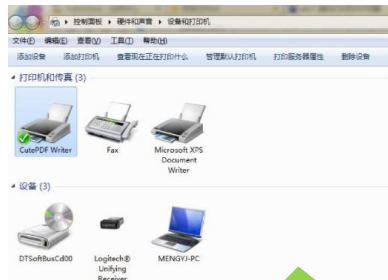 ▸ 控制面板 ▸ 硬件和声音 ▸ 设备和打印机
文件(F) 编辑(E) 查看(V) 工具(T) 帮助(H)
添加设备 添加打印机 查看现在正在打印什么 管理默认打印机 打印服务器属性 删除设备
打印机和传真 (3)
CutePDF Writer
Fax
Microsoft XPS
Document
Writer
设备 (3)
DTSoftBusCd00
Logitech®
Unifying
Receiver
MENGYJ-PC